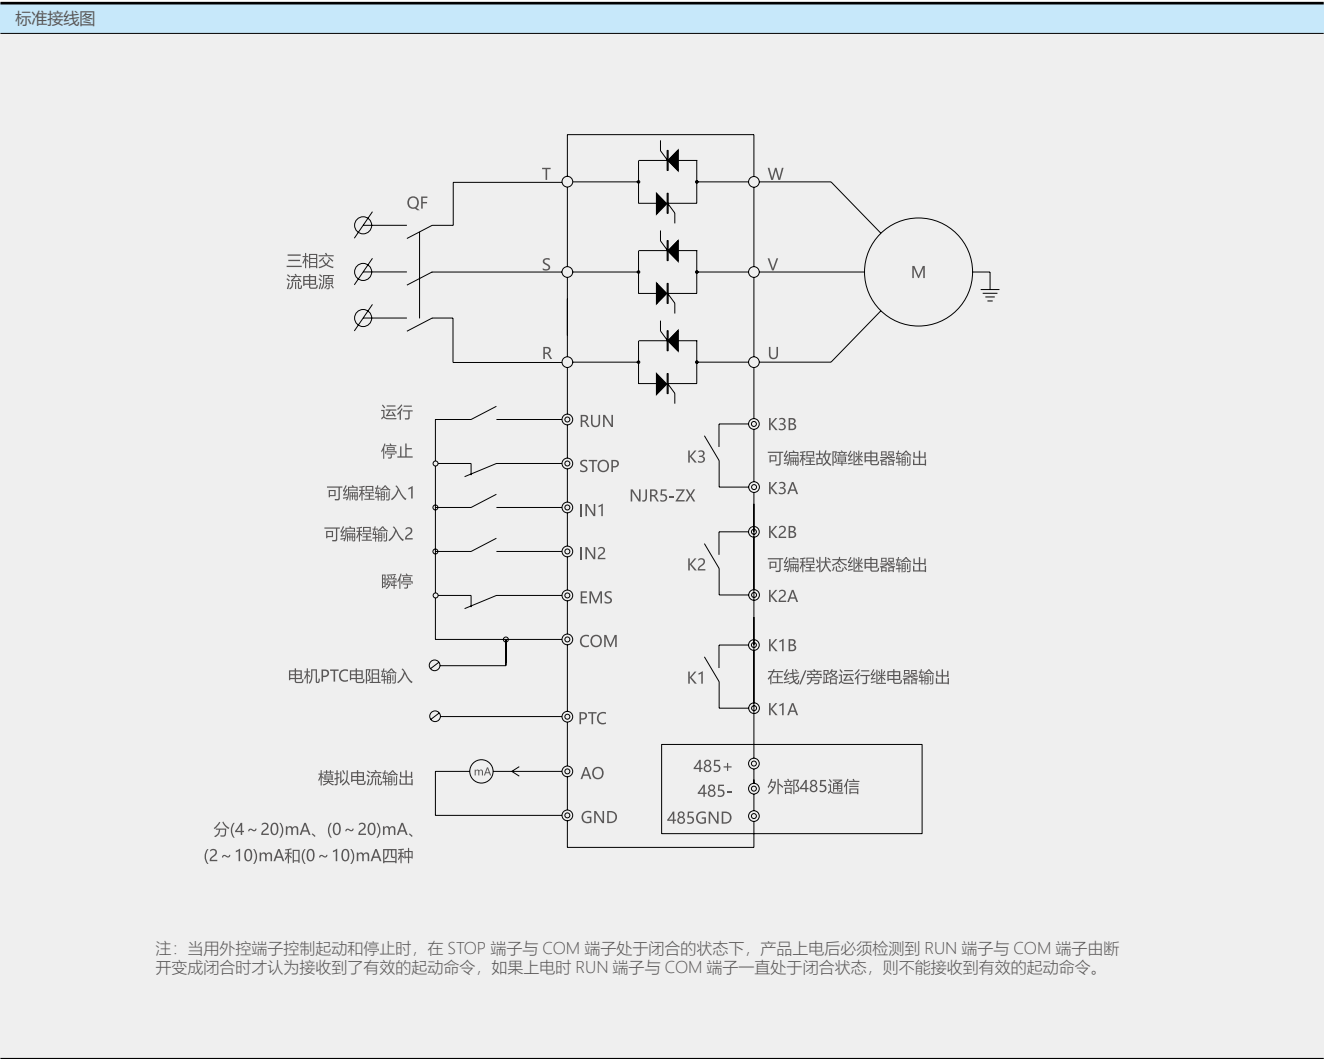 标准接线图
T
W
QF
三相交
流电源
S
V
M
R
U
运行
RUN
K3B
停止
STOP
K3
可编程故障继电器输出
可编程输入1
NJR5-ZX
K3A
IN1
可编程输入2
K2B
IN2
K2
可编程状态继电器输出
瞬停
EMS
K2A
COM
K1B
电机PTC电阻输入
K1
在线/旁路运行继电器输出
PTC
K1A
模拟电流输出
mA
AO
485+
485-
外部485通信
GND
485GND
分(4~20)mA、(0~20)mA、
(2~10)mA和(0~10)mA四种
注：当用外控端子控制起动和停止时，在 STOP 端子与 COM 端子处于闭合的状态下，产品上电后必须检测到 RUN 端子与 COM 端子由断
开变成闭合时才认为接收到了有效的起动命令，如果上电时 RUN 端子与 COM 端子一直处于闭合状态，则不能接收到有效的起动命令。